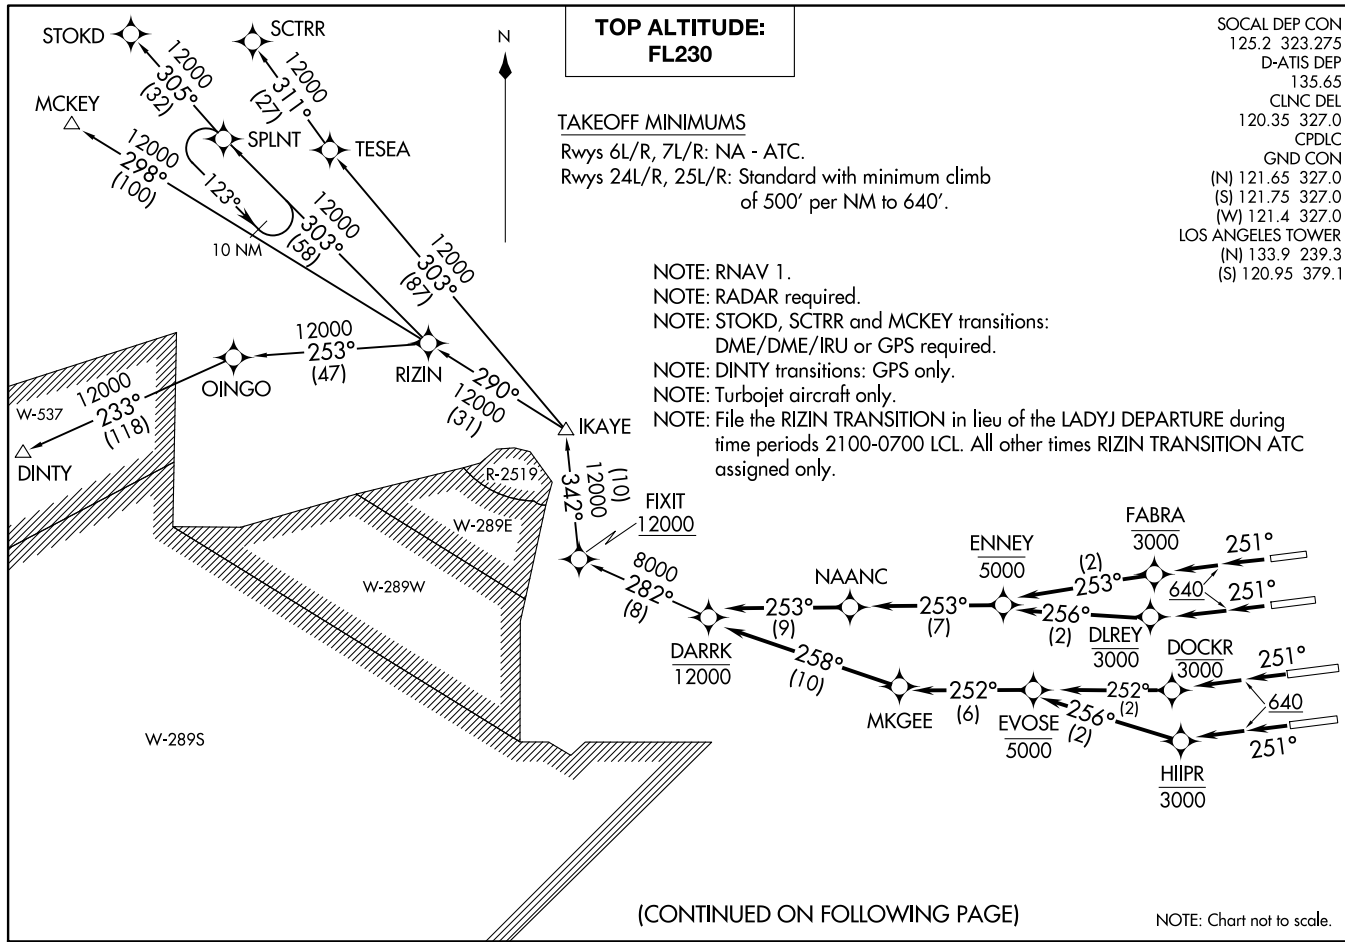 TOP ALTITUDE:
FL230
SOCAL DEP CON
125.2 323.275
D-ATIS DEP
135.65
CLNC DEL
120.35 327.0
CPDLC
GND CON
(N) 121.65 327.0
(S) 121.75 327.0
(W) 121.4 327.0
LOS ANGELES TOWER
(N) 133.9 239.3
(S) 120.95 379.1
STOKD
12000
305°
(32)
SCTRR
12000
311°
(27)
N
MCKEY
12000
298°
(100)
SPLNT
TESEA
123°
10 NM
12000
303°
(58)
12000
303°
(87)
TAKEOFF MINIMUMS
Rwys 6L/R, 7L/R: NA - ATC.
Rwys 24L/R, 25L/R: Standard with minimum climb
of 500' per NM to 640'.
NOTE: RNAV 1.
NOTE: RADAR required.
NOTE: STOKD, SCTRR and MCKEY transitions:
DME/DME/IRU or GPS required.
NOTE: DINTY transitions: GPS only.
NOTE: Turbojet aircraft only.
NOTE: File the RIZIN TRANSITION in lieu of the LADYJ DEPARTURE during
time periods 2100-0700 LCL. All other times RIZIN TRANSITION ATC
assigned only.
12000
253°
(47)
OINGO
RIZIN
290°
12000
(31)
W-537
12000
233°
(118)
DINTY
IKAYE
(10)
12000
342°
R-2519
W-289E
W-289W
W-289S
FIXIT
12000
8000
282°
(8)
DARRK
12000
253°
(9)
NAANC
253°
(7)
ENNEY
5000
(2)
253°
FABRA
3000
251°
640
256°
(2)
DLREY
3000
251°
258°
(10)
MKGEE
252°
(6)
EVOSE
5000
252°
(2)
DOCKR
3000
251°
640
256°
(2)
HIIPR
3000
251°
(CONTINUED ON FOLLOWING PAGE)
NOTE: Chart not to scale.